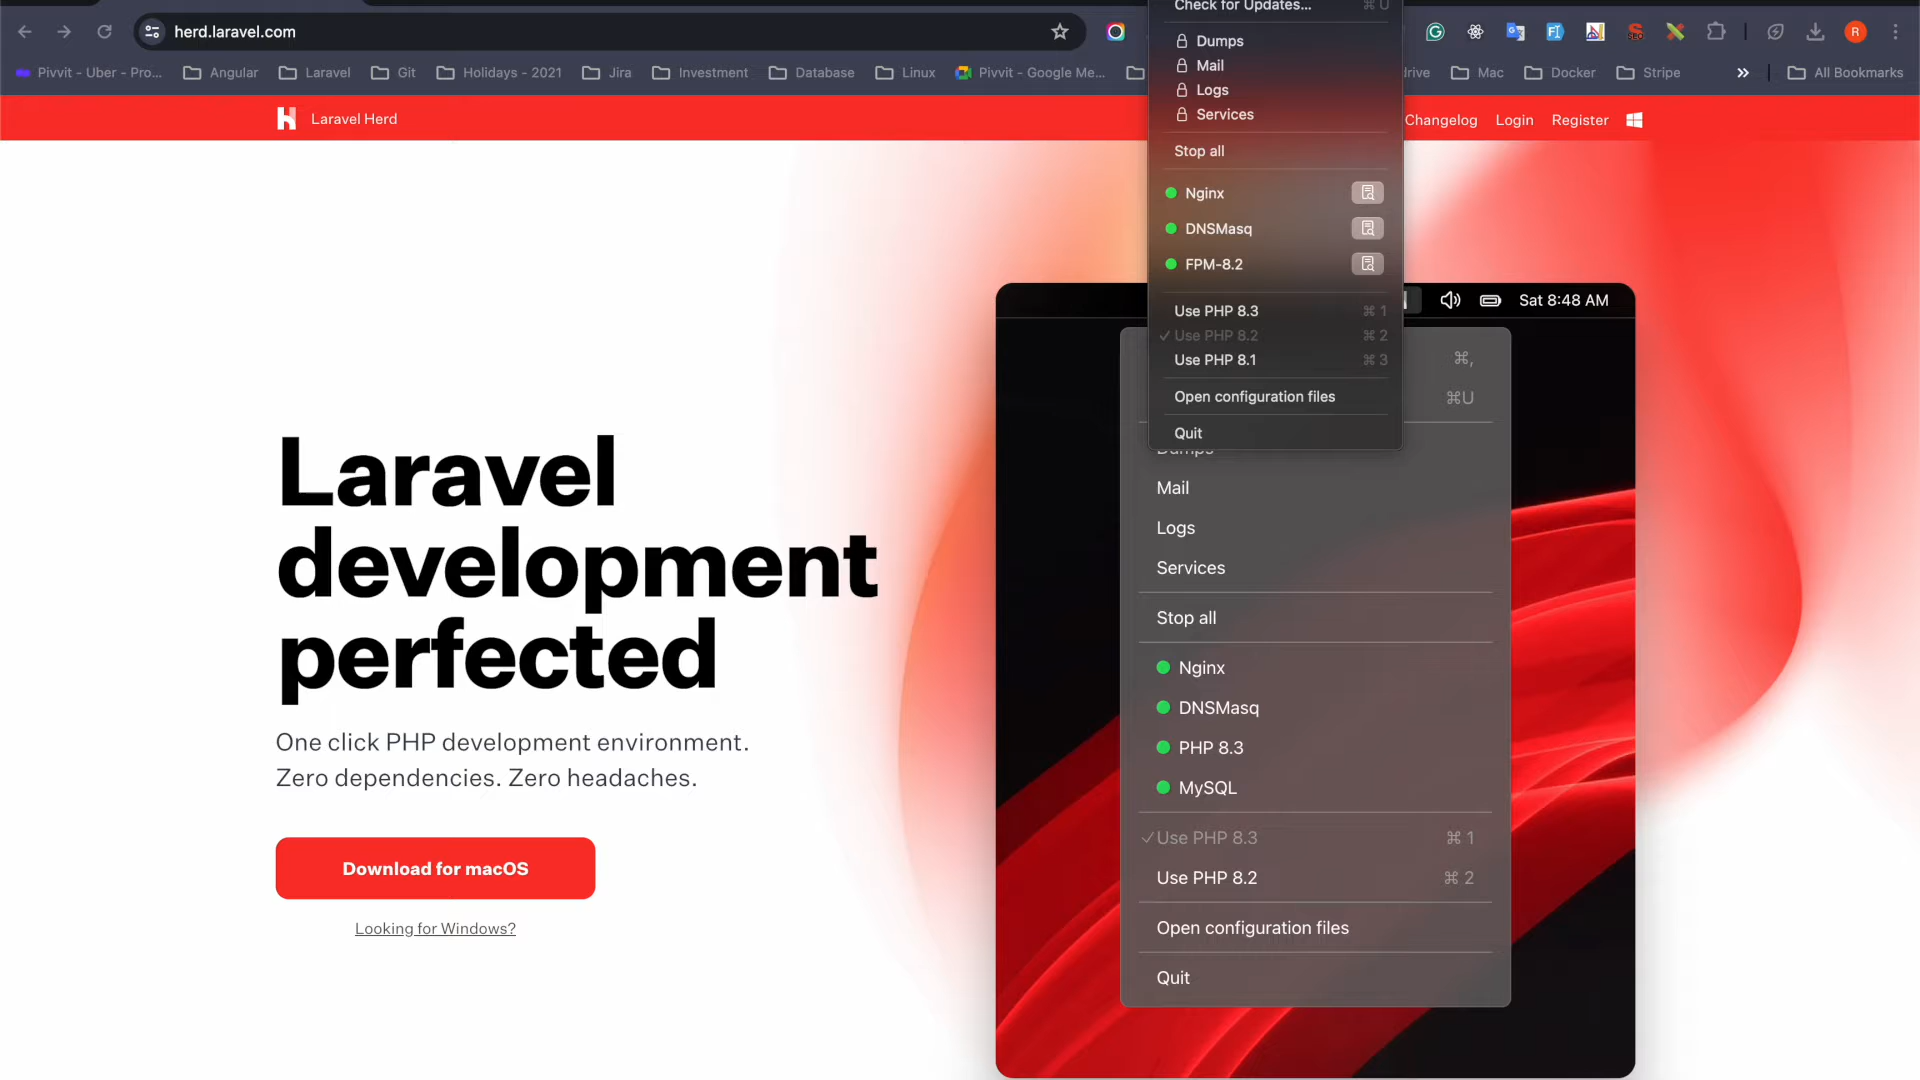 Check for Updates... ⌘ U
herd.laravel.com
R
Pivvit - Uber - Pro...
Angular
Laravel
Git
Holidays - 2021
Jira
Investment
Database
Linux
Pivvit - Google Me...
drive
Mac
Docker
Stripe
All Bookmarks
Laravel Herd
Changelog
Login
Register
Dumps
Mail
Logs
Services
Stop all
Nginx
DNSMasq
FPM-8.2
Use PHP 8.3 ⌘ 1
✓ Use PHP 8.2 ⌘ 2
Use PHP 8.1 ⌘ 3
Open configuration files
Quit
Sat 8:48 AM
⌘,
⌘U
Dumps
Mail
Logs
Services
Stop all
Nginx
DNSMasq
PHP 8.3
MySQL
✓ Use PHP 8.3 ⌘ 1
Use PHP 8.2 ⌘ 2
Open configuration files
Quit
Laravel
development
perfected
One click PHP development environment.
Zero dependencies. Zero headaches.
Download for macOS
Looking for Windows?